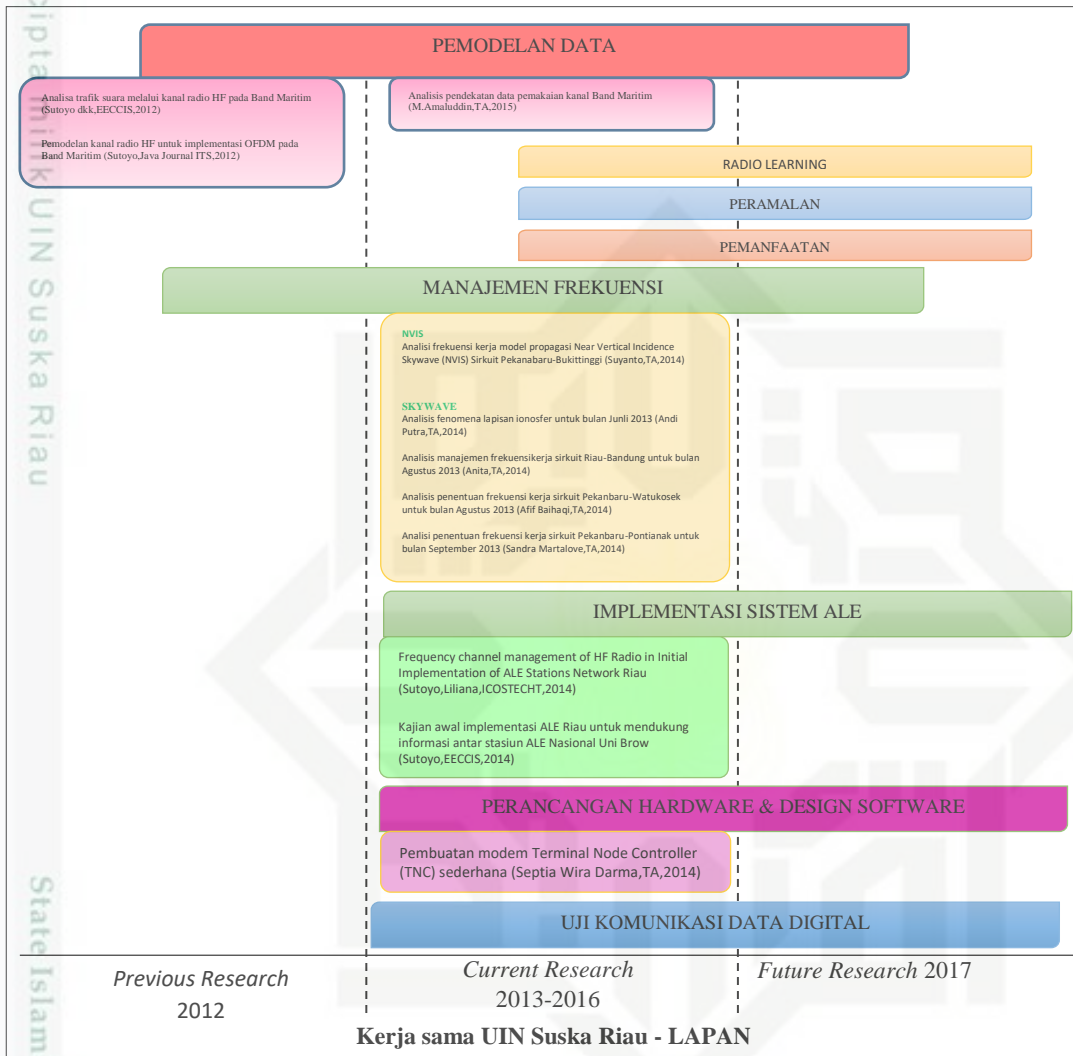 PEMODELAN DATA
Analisa trafik suara melalui kanal radio HF pada Band Maritim
(Sutoyo dkk,EECCIS,2012)
Pemodelan kanal radio HF untuk implementasi OFDM pada
Band Maritim (Sutoyo,Java Journal ITS,2012)
Analisis pendekatan data pemakaian kanal Band Maritim
(M.Amaluddin,TA,2015)
RADIO LEARNING
PERAMALAN
PEMANFAATAN
MANAJEMEN FREKUENSI
NVIS
Analisi frekuensi kerja model propagasi Near Vertical Incidence
Skywave (NVIS) Sirkuit Pekanabaru-Bukittinggi (Suyanto,TA,2014)
SKYWAVE
Analisis fenomena lapisan ionosfer untuk bulan Junli 2013 (Andi
Putra,TA,2014)
Analisis manajemen frekuensikerja sirkuit Riau-Bandung untuk bulan
Agustus 2013 (Anita,TA,2014)
Analisis penentuan frekuensi kerja sirkuit Pekanbaru-Watukosek
untuk bulan Agustus 2013 (Afif Baihaqi,TA,2014)
Analisi penentuan frekuensi kerja sirkuit Pekanbaru-Pontianak untuk
bulan September 2013 (Sandra Martalove,TA,2014)
IMPLEMENTASI SISTEM ALE
Frequency channel management of HF Radio in Initial
Implementation of ALE Stations Network Riau
(Sutoyo,Liliana,ICOSTECHT,2014)
Kajian awal implementasi ALE Riau untuk mendukung
informasi antar stasiun ALE Nasional Uni Brow
(Sutoyo,EECCIS,2014)
PERANCANGAN HARDWARE & DESIGN SOFTWARE
Pembuatan modem Terminal Node Controller
(TNC) sederhana (Septia Wira Darma,TA,2014)
UJI KOMUNIKASI DATA DIGITAL
Previous Research
2012
Current Research
2013-2016
Future Research 2017
Kerja sama UIN Suska Riau - LAPAN
cipta milik UIN Suska Riau
State Islam